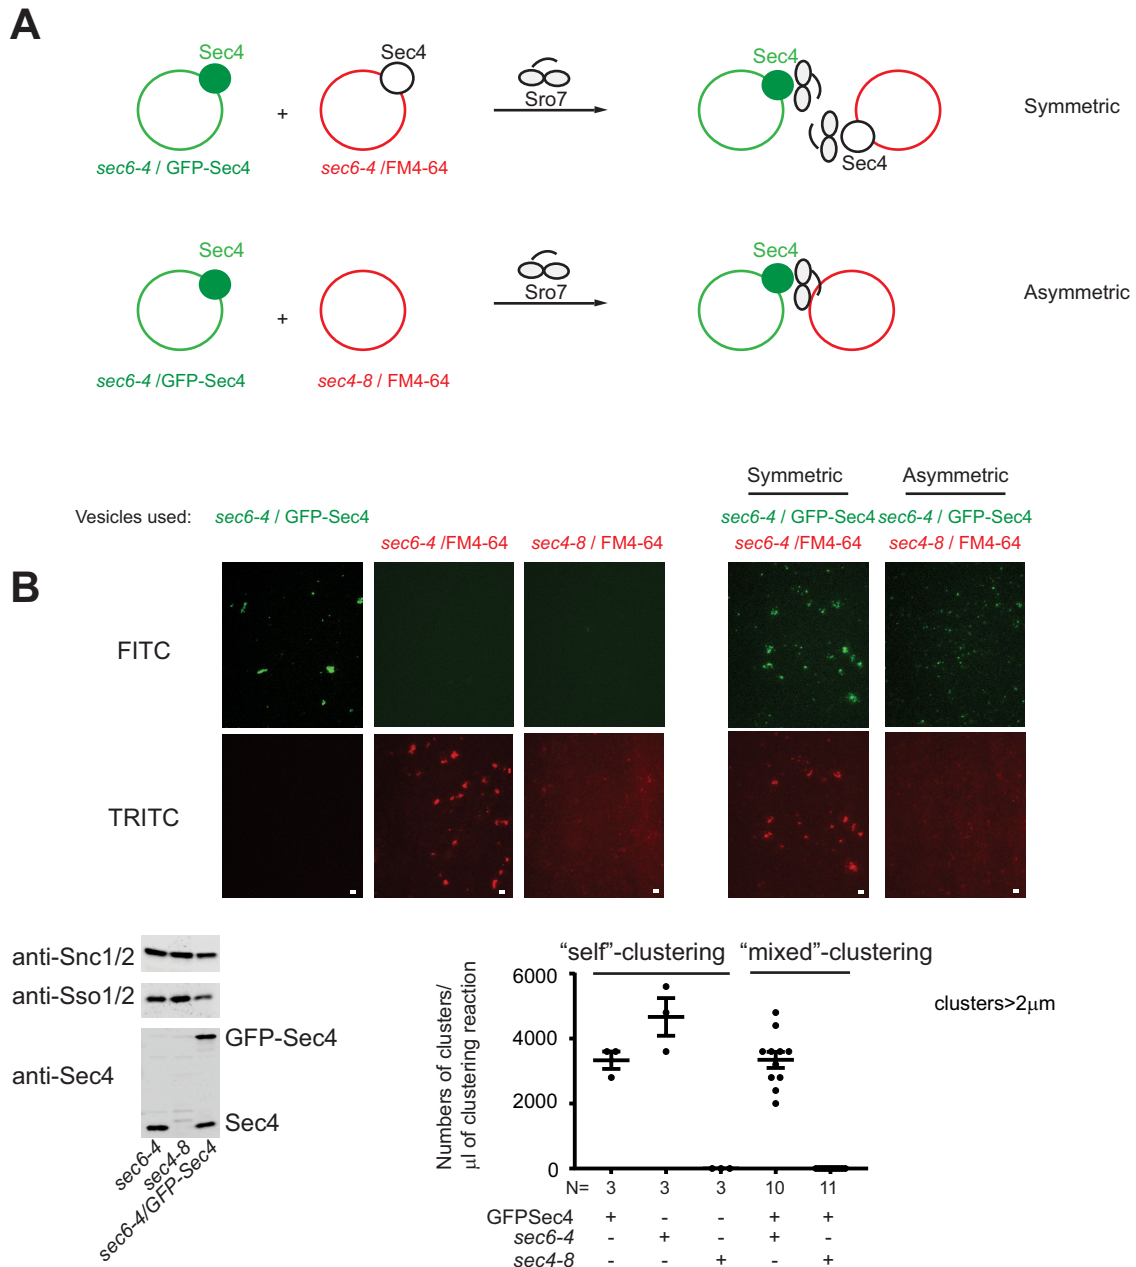 A
Sec4
Sec4
+
Sro7
sec6-4 / GFP-Sec4
sec6-4 /FM4-64
Sec4
Sec4
Symmetric
Sec4
+
Sro7
sec6-4 /GFP-Sec4
sec4-8 / FM4-64
Sec4
Asymmetric
Symmetric
Asymmetric
Vesicles used:
sec6-4 / GFP-Sec4
sec6-4 /FM4-64
sec4-8 / FM4-64
sec6-4 / GFP-Sec4
sec6-4 /FM4-64
sec6-4 / GFP-Sec4
sec4-8 / FM4-64
B
FITC
TRITC
anti-Snc1/2
anti-Sso1/2
anti-Sec4
GFP-Sec4
Sec4
sec6-4
sec4-8
sec6-4/GFP-Sec4
“self”-clustering
“mixed”-clustering
clusters>2μm
Numbers of clusters/
μl of clustering reaction
6000
4000
2000
0
N= 3 3 3 10 11
GFPSec4 + - - + +
sec6-4 - + - + -
sec4-8 - - + - +